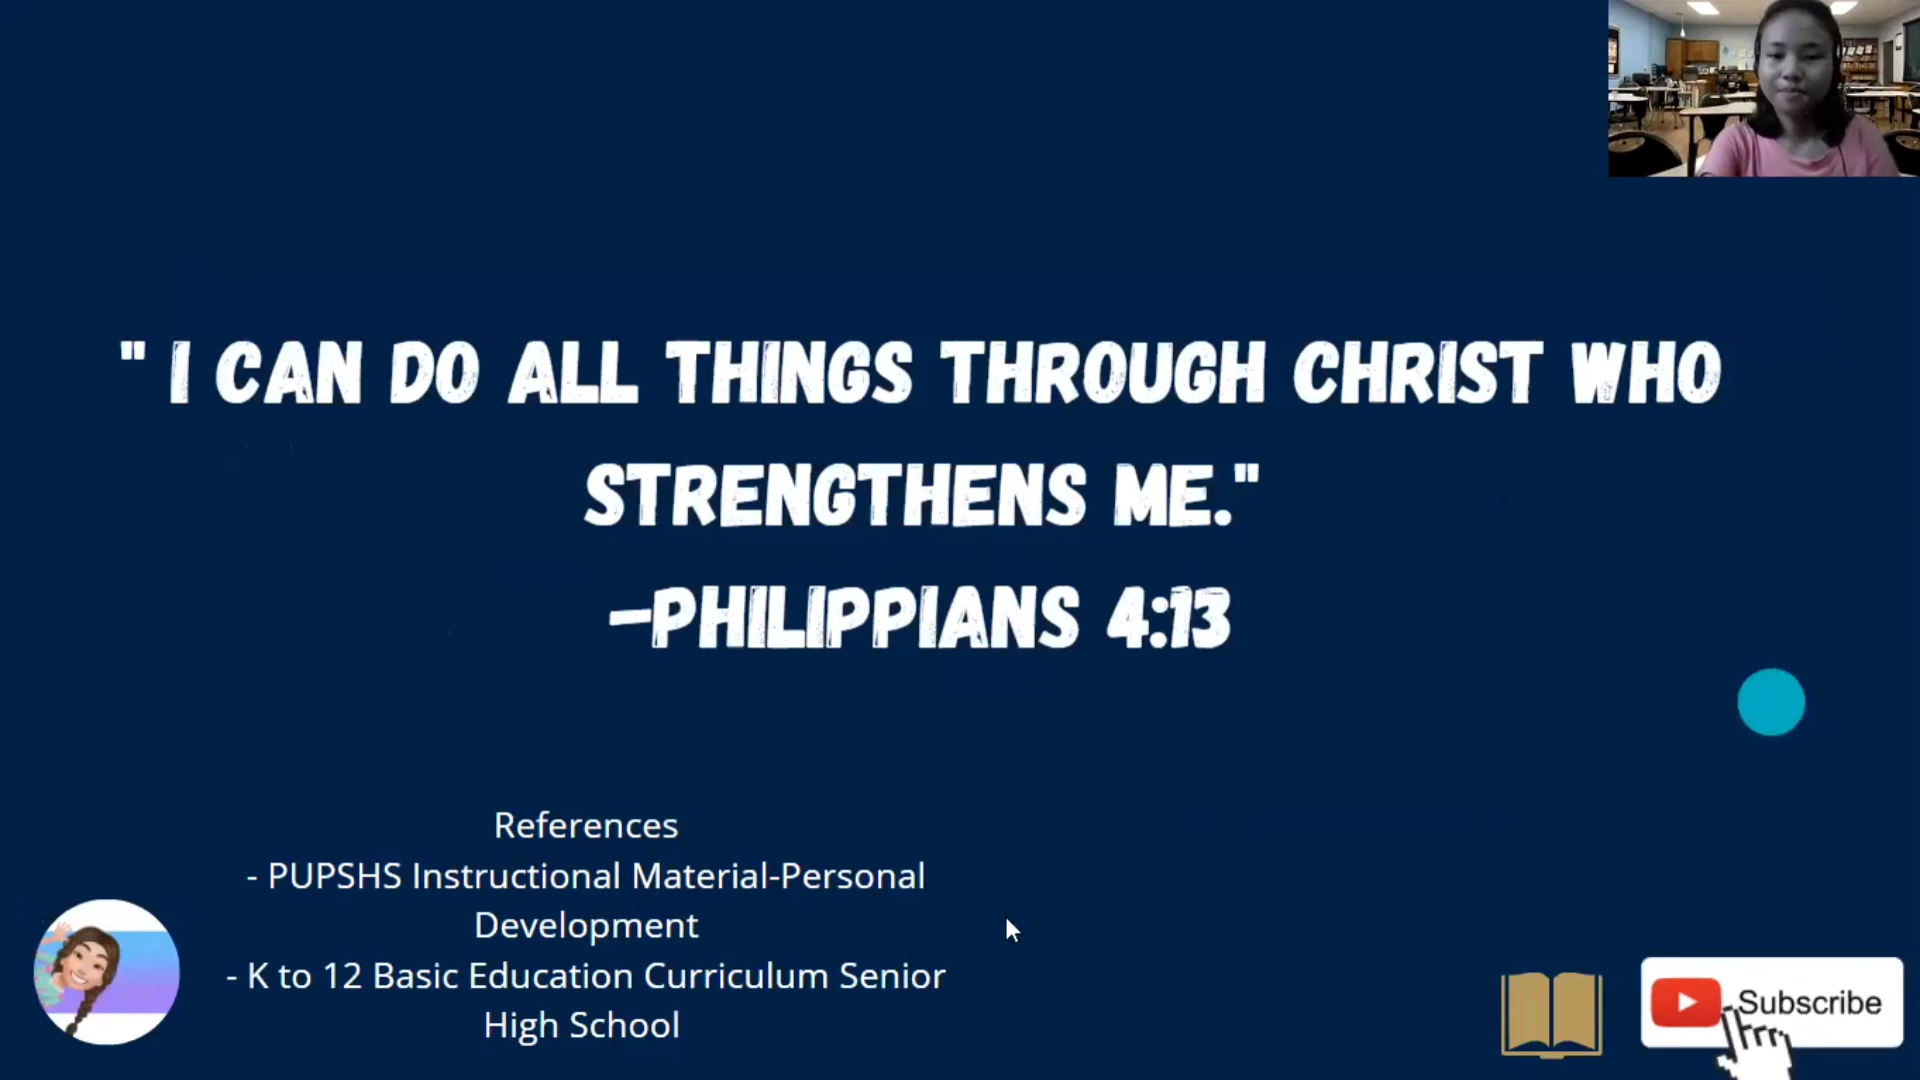 " I CAN DO ALL THINGS THROUGH CHRIST WHO
STRENGTHENS ME."
–PHILIPPIANS 4:13
References
- PUPSHS Instructional Material-Personal
Development
- K to 12 Basic Education Curriculum Senior
High School
Subscribe